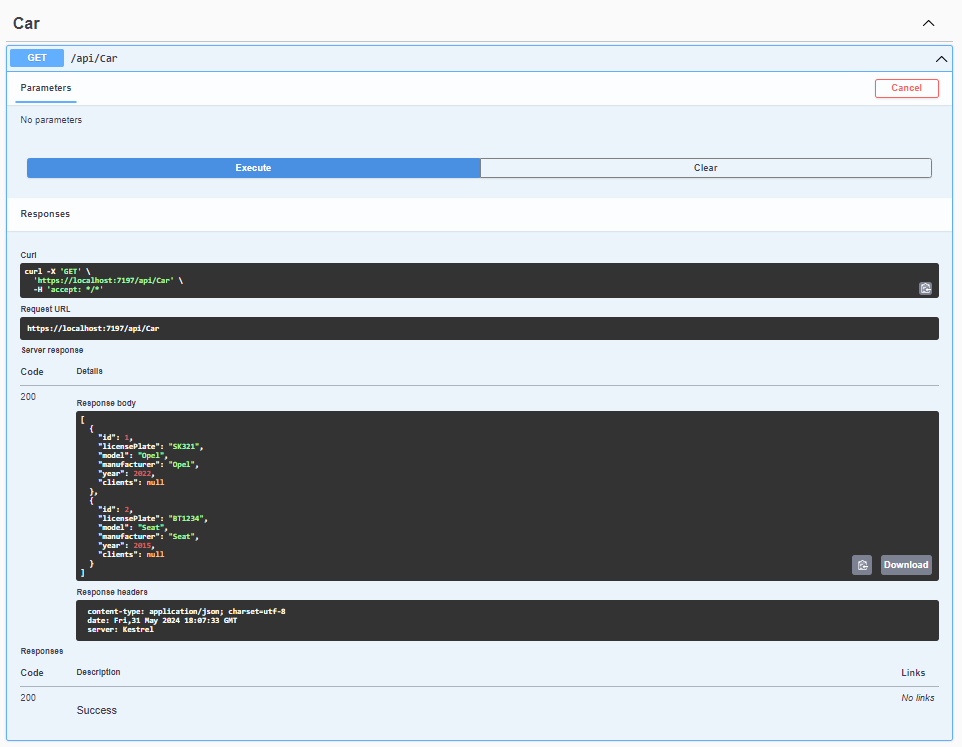 Car
GET /api/Car
Parameters Cancel
No parameters
Execute Clear
Responses
Curl
curl -X 'GET' \
'https://localhost:7197/api/Car' \
-H 'accept: */*'
Request URL
https://localhost:7197/api/Car
Server response
Code Details
200
Response body
[
{
"id": 1,
"licensePlate": "SK321",
"model": "Opel",
"manufacturer": "Opel",
"year": 2022,
"clients": null
},
{
"id": 2,
"licensePlate": "BT1234",
"model": "Seat",
"manufacturer": "Seat",
"year": 2015,
"clients": null
}
]
Download
Response headers
content-type: application/json; charset=utf-8
date: Fri,31 May 2024 18:07:33 GMT
server: Kestrel
Responses
Code Description Links
200 No links
Success